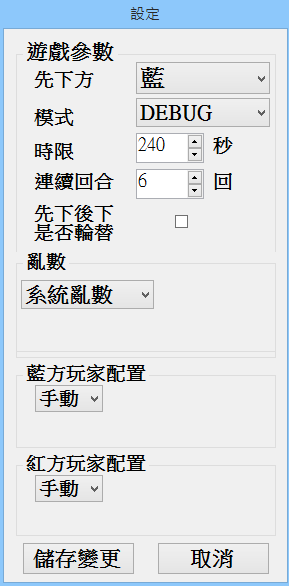 設定
遊戲參數
先下方 藍
模式 DEBUG
時限 240 秒
連續回合 6 回
先下後下
是否輪替
亂數
系統亂數
藍方玩家配置
手動
紅方玩家配置
手動
儲存變更 取消